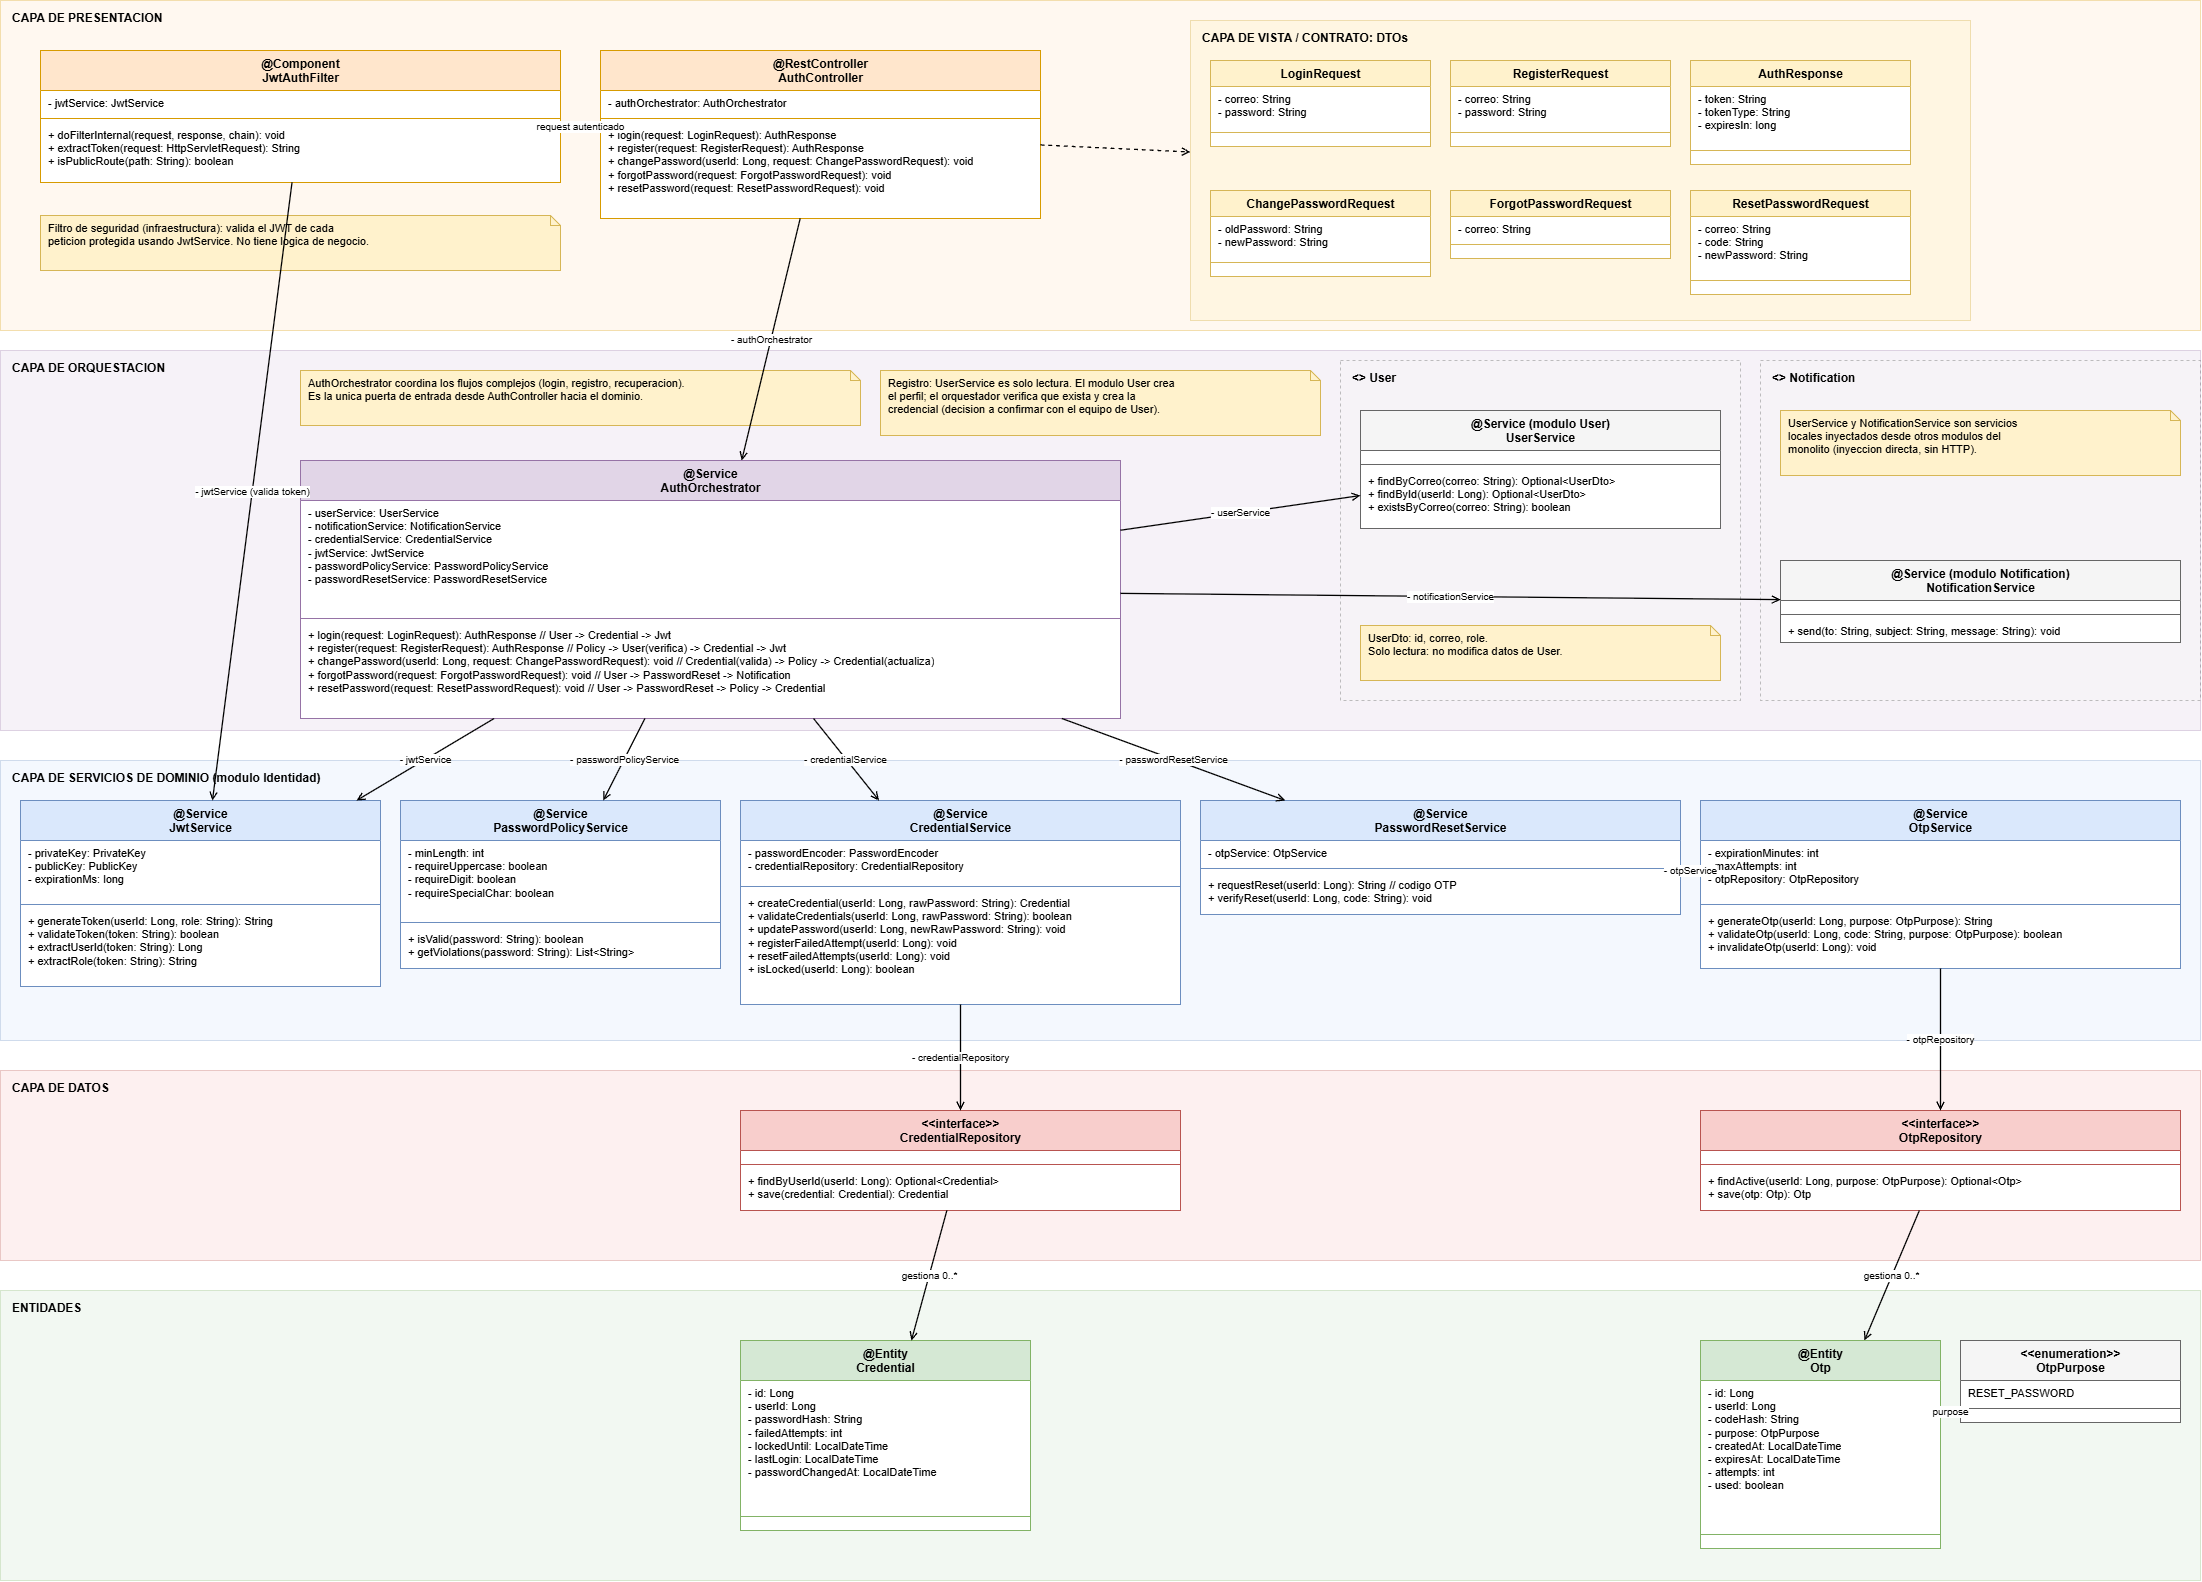 CAPA DE PRESENTACION
@Component
JwtAuthFilter
- jwtService: JwtService
+ doFilterInternal(request, response, chain): void
+ extractToken(request: HttpServletRequest): String
+ isPublicRoute(path: String): boolean
Filtro de seguridad (infraestructura): valida el JWT de cada
peticion protegida usando JwtService. No tiene logica de negocio.
request autenticado
@RestController
AuthController
- authOrchestrator: AuthOrchestrator
+ login(request: LoginRequest): AuthResponse
+ register(request: RegisterRequest): AuthResponse
+ changePassword(userId: Long, request: ChangePasswordRequest): void
+ forgotPassword(request: ForgotPasswordRequest): void
+ resetPassword(request: ResetPasswordRequest): void
CAPA DE VISTA / CONTRATO: DTOs
LoginRequest
- correo: String
- password: String
RegisterRequest
- correo: String
- password: String
AuthResponse
- token: String
- tokenType: String
- expiresIn: long
ChangePasswordRequest
- oldPassword: String
- newPassword: String
ForgotPasswordRequest
- correo: String
ResetPasswordRequest
- correo: String
- code: String
- newPassword: String
- authOrchestrator
CAPA DE ORQUESTACION
AuthOrchestrator coordina los flujos complejos (login, registro, recuperacion).
Es la unica puerta de entrada desde AuthController hacia el dominio.
Registro: UserService es solo lectura. El modulo User crea
el perfil; el orquestador verifica que exista y crea la
credencial (decision a confirmar con el equipo de User).
- jwtService (valida token)
@Service
AuthOrchestrator
- userService: UserService
- notificationService: NotificationService
- credentialService: CredentialService
- jwtService: JwtService
- passwordPolicyService: PasswordPolicyService
- passwordResetService: PasswordResetService
+ login(request: LoginRequest): AuthResponse // User -> Credential -> Jwt
+ register(request: RegisterRequest): AuthResponse // Policy -> User(verifica) -> Credential -> Jwt
+ changePassword(userId: Long, request: ChangePasswordRequest): void // Credential(valida) -> Policy -> Credential(actualiza)
+ forgotPassword(request: ForgotPasswordRequest): void // User -> PasswordReset -> Notification
+ resetPassword(request: ResetPasswordRequest): void // User -> PasswordReset -> Policy -> Credential
- userService
- notificationService
<> User
@Service (modulo User)
UserService
+ findByCorreo(correo: String): Optional<UserDto>
+ findById(userId: Long): Optional<UserDto>
+ existsByCorreo(correo: String): boolean
UserDto: id, correo, role.
Solo lectura: no modifica datos de User.
<> Notification
UserService y NotificationService son servicios
locales inyectados desde otros modulos del
monolito (inyeccion directa, sin HTTP).
@Service (modulo Notification)
NotificationService
+ send(to: String, subject: String, message: String): void
- jwtService
- passwordPolicyService
- credentialService
- passwordResetService
CAPA DE SERVICIOS DE DOMINIO (modulo Identidad)
@Service
JwtService
- privateKey: PrivateKey
- publicKey: PublicKey
- expirationMs: long
+ generateToken(userId: Long, role: String): String
+ validateToken(token: String): boolean
+ extractUserId(token: String): Long
+ extractRole(token: String): String
@Service
PasswordPolicyService
- minLength: int
- requireUppercase: boolean
- requireDigit: boolean
- requireSpecialChar: boolean
+ isValid(password: String): boolean
+ getViolations(password: String): List<String>
@Service
CredentialService
- passwordEncoder: PasswordEncoder
- credentialRepository: CredentialRepository
+ createCredential(userId: Long, rawPassword: String): Credential
+ validateCredentials(userId: Long, rawPassword: String): boolean
+ updatePassword(userId: Long, newRawPassword: String): void
+ registerFailedAttempt(userId: Long): void
+ resetFailedAttempts(userId: Long): void
+ isLocked(userId: Long): boolean
@Service
PasswordResetService
- otpService: OtpService
+ requestReset(userId: Long): String // codigo OTP
+ verifyReset(userId: Long, code: String): void
- otpService
@Service
OtpService
- expirationMinutes: int
maxAttempts: int
- otpRepository: OtpRepository
+ generateOtp(userId: Long, purpose: OtpPurpose): String
+ validateOtp(userId: Long, code: String, purpose: OtpPurpose): boolean
+ invalidateOtp(userId: Long): void
- credentialRepository
- otpRepository
CAPA DE DATOS
<<interface>>
CredentialRepository
+ findByUserId(userId: Long): Optional<Credential>
+ save(credential: Credential): Credential
<<interface>>
OtpRepository
+ findActive(userId: Long, purpose: OtpPurpose): Optional<Otp>
+ save(otp: Otp): Otp
gestiona 0..*
gestiona 0..*
ENTIDADES
@Entity
Credential
- id: Long
- userId: Long
- passwordHash: String
- failedAttempts: int
- lockedUntil: LocalDateTime
- lastLogin: LocalDateTime
- passwordChangedAt: LocalDateTime
@Entity
Otp
- id: Long
- userId: Long
- codeHash: String
- purpose: OtpPurpose
- createdAt: LocalDateTime
- expiresAt: LocalDateTime
- attempts: int
- used: boolean
purpose
<<enumeration>>
OtpPurpose
RESET_PASSWORD